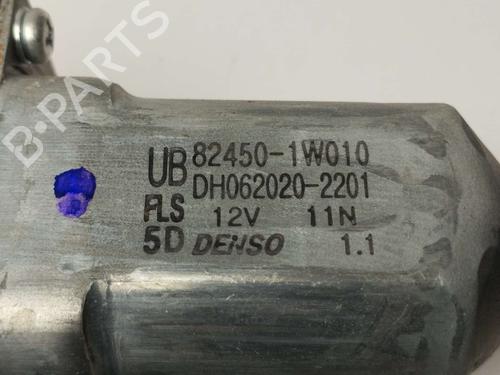 UB 82450-1W010
DH062020-2201
FLS 12V 11N
5D DENSO 1.1
B-PARTS